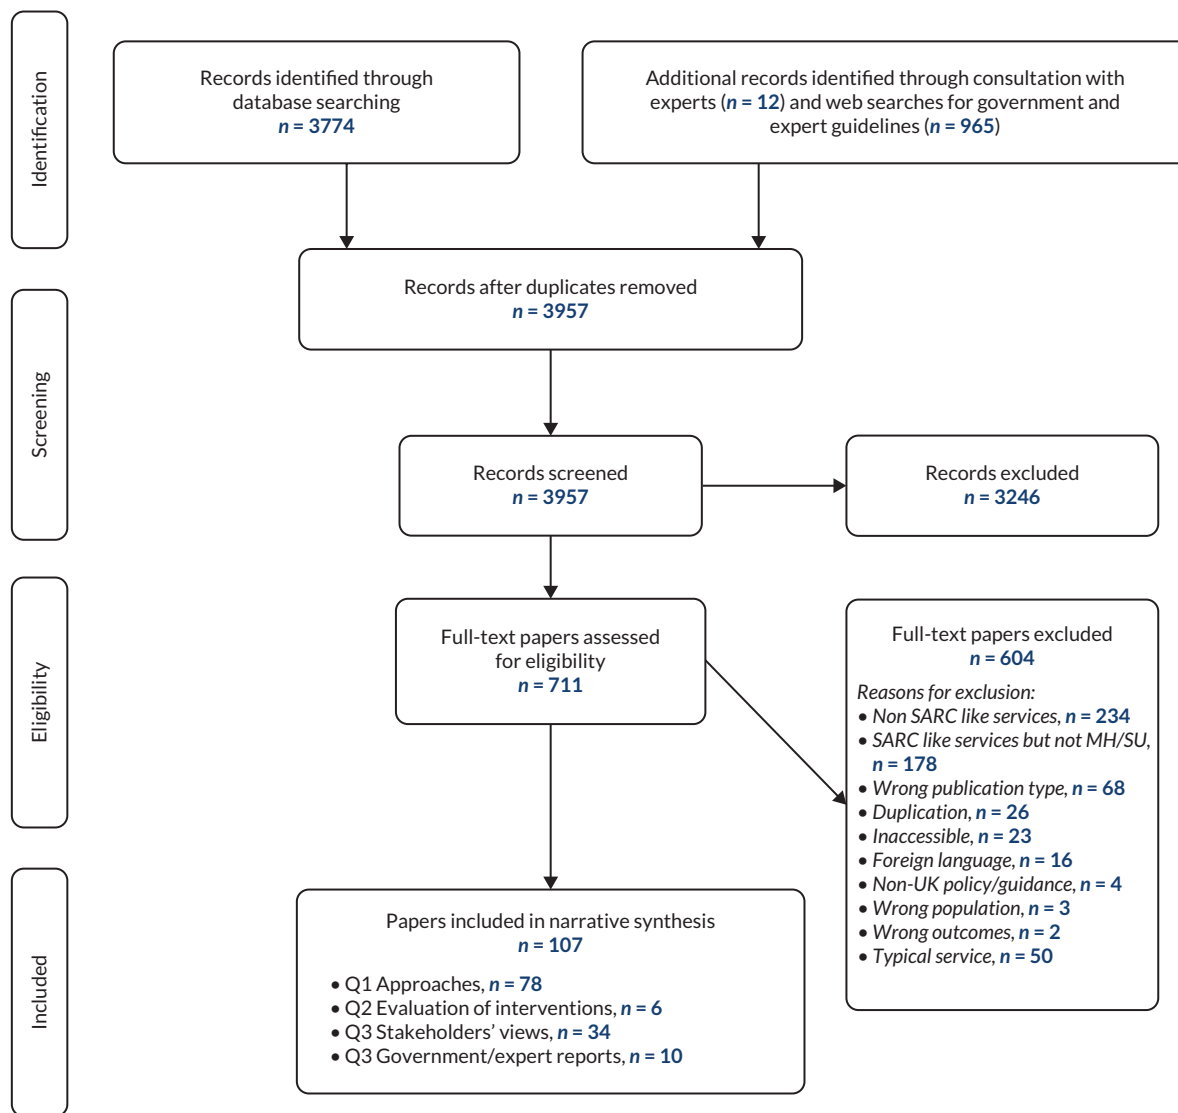 Identification
Records identified through
database searching
n = 3774
Additional records identified through consultation with
experts (n = 12) and web searches for government and
expert guidelines (n = 965)
Records after duplicates removed
n = 3957
Screening
Records screened
n = 3957
Records excluded
n = 3246
Eligibility
Full-text papers assessed
for eligibility
n = 711
Full-text papers excluded
n = 604
Reasons for exclusion:
• Non SARC like services, n = 234
• SARC like services but not MH/SU,
n = 178
• Wrong publication type, n = 68
• Duplication, n = 26
• Inaccessible, n = 23
• Foreign language, n = 16
• Non-UK policy/guidance, n = 4
• Wrong population, n = 3
• Wrong outcomes, n = 2
• Typical service, n = 50
Included
Papers included in narrative synthesis
n = 107
• Q1 Approaches, n = 78
• Q2 Evaluation of interventions, n = 6
• Q3 Stakeholders’ views, n = 34
• Q3 Government/expert reports, n = 10